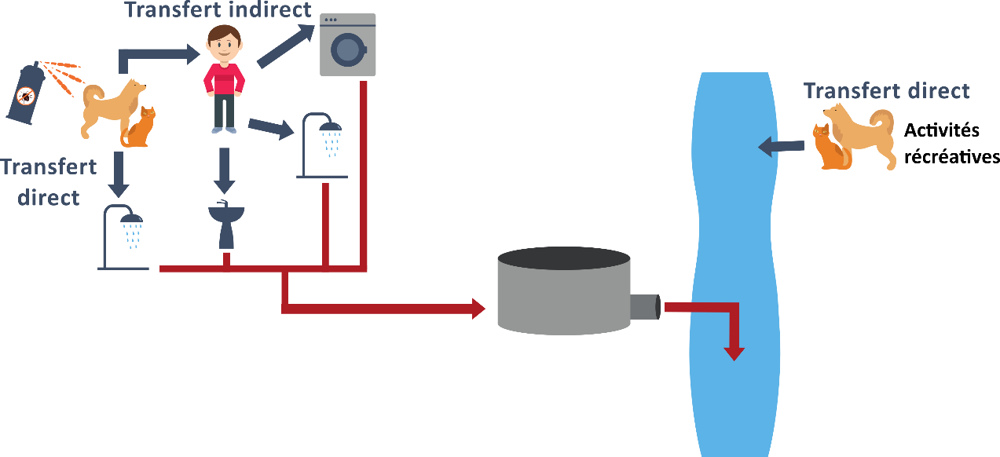 Transfert indirect
Transfert
direct
Transfert direct
Activités
récréatives